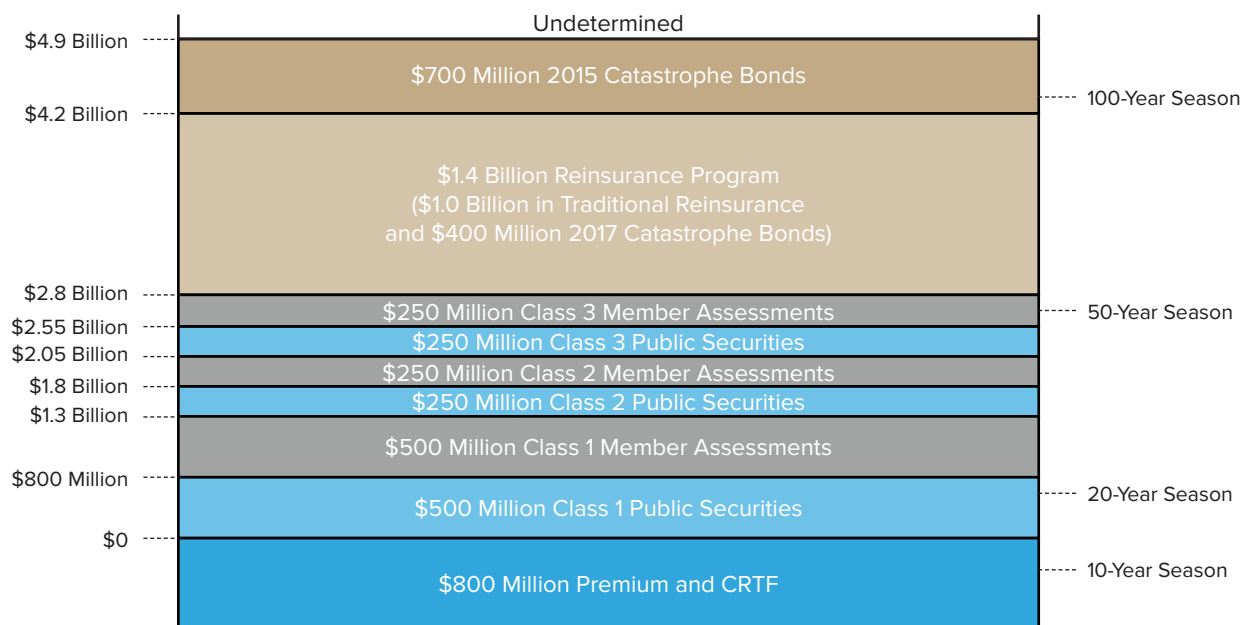 Undetermined
$4.9 Billion
$700 Million 2015 Catastrophe Bonds
100-Year Season
$4.2 Billion
$1.4 Billion Reinsurance Program
($1.0 Billion in Traditional Reinsurance
and $400 Million 2017 Catastrophe Bonds)
$2.8 Billion
$250 Million Class 3 Member Assessments
50-Year Season
$2.55 Billion
$250 Million Class 3 Public Securities
$2.05 Billion
$250 Million Class 2 Member Assessments
$1.8 Billion
$250 Million Class 2 Public Securities
$1.3 Billion
$500 Million Class 1 Member Assessments
$800 Million
20-Year Season
$500 Million Class 1 Public Securities
$0
10-Year Season
$800 Million Premium and CRTF